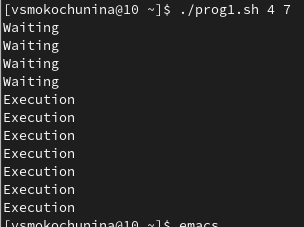 [vsmokochunina@10 ~]$ ./prog1.sh 4 7
Waiting
Waiting
Waiting
Waiting
Execution
Execution
Execution
Execution
Execution
Execution
Execution
[vsmokochunina@10 ~]$ emacs